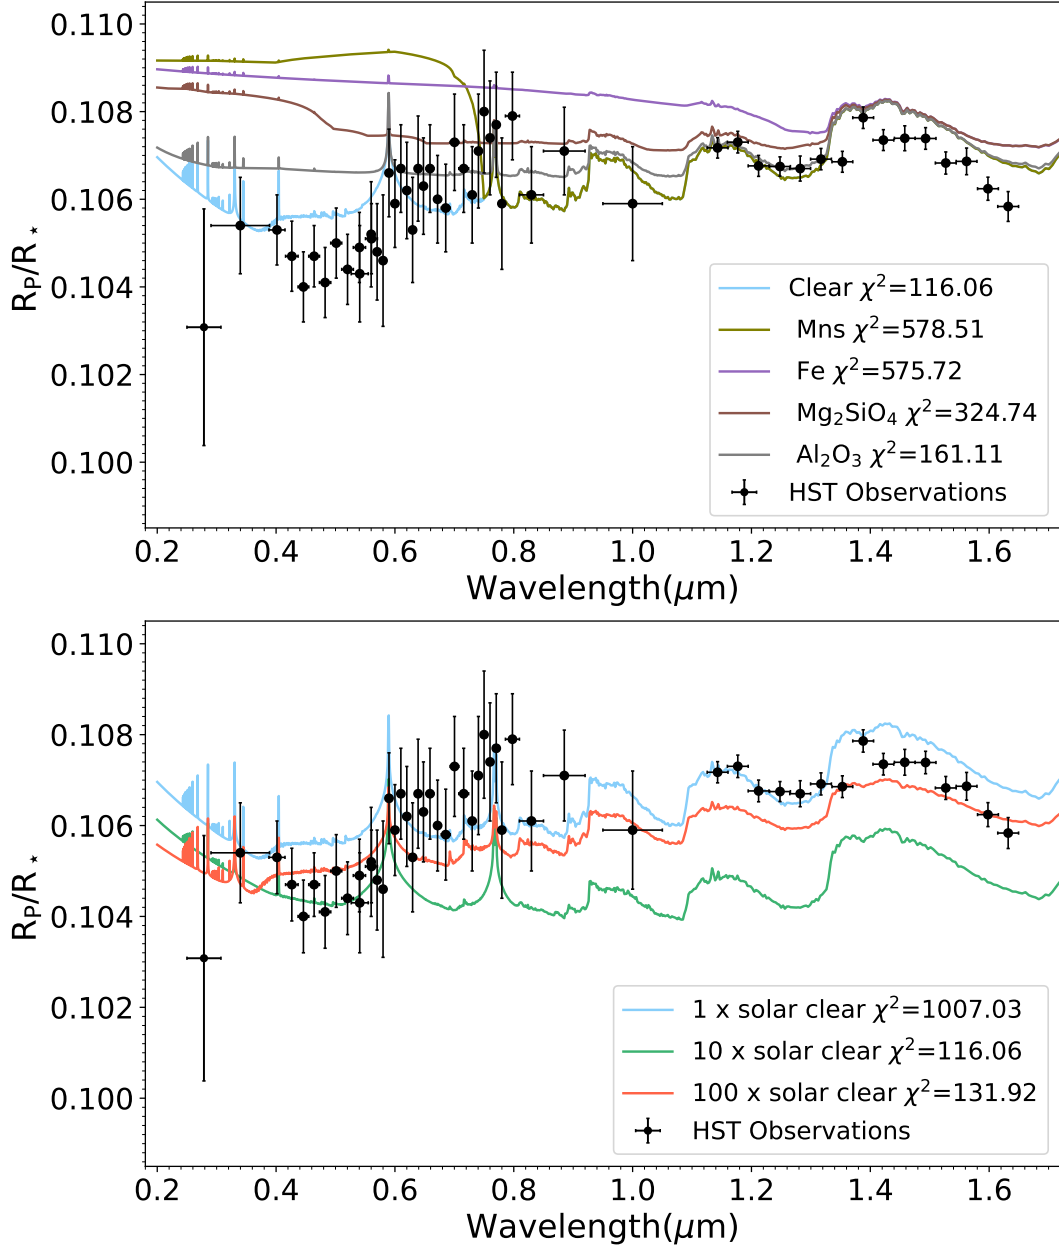 0.110
0.108
0.106
0.104
0.102
0.100
R_P/R_⋆
Clear χ²=116.06
Mns χ²=578.51
Fe χ²=575.72
Mg₂SiO₄ χ²=324.74
Al₂O₃ χ²=161.11
HST Observations
0.2 0.4 0.6 0.8 1.0 1.2 1.4 1.6
Wavelength(μm)
0.110
0.108
0.106
0.104
0.102
0.100
R_P/R_⋆
1 x solar clear χ²=1007.03
10 x solar clear χ²=116.06
100 x solar clear χ²=131.92
HST Observations
0.2 0.4 0.6 0.8 1.0 1.2 1.4 1.6
Wavelength(μm)